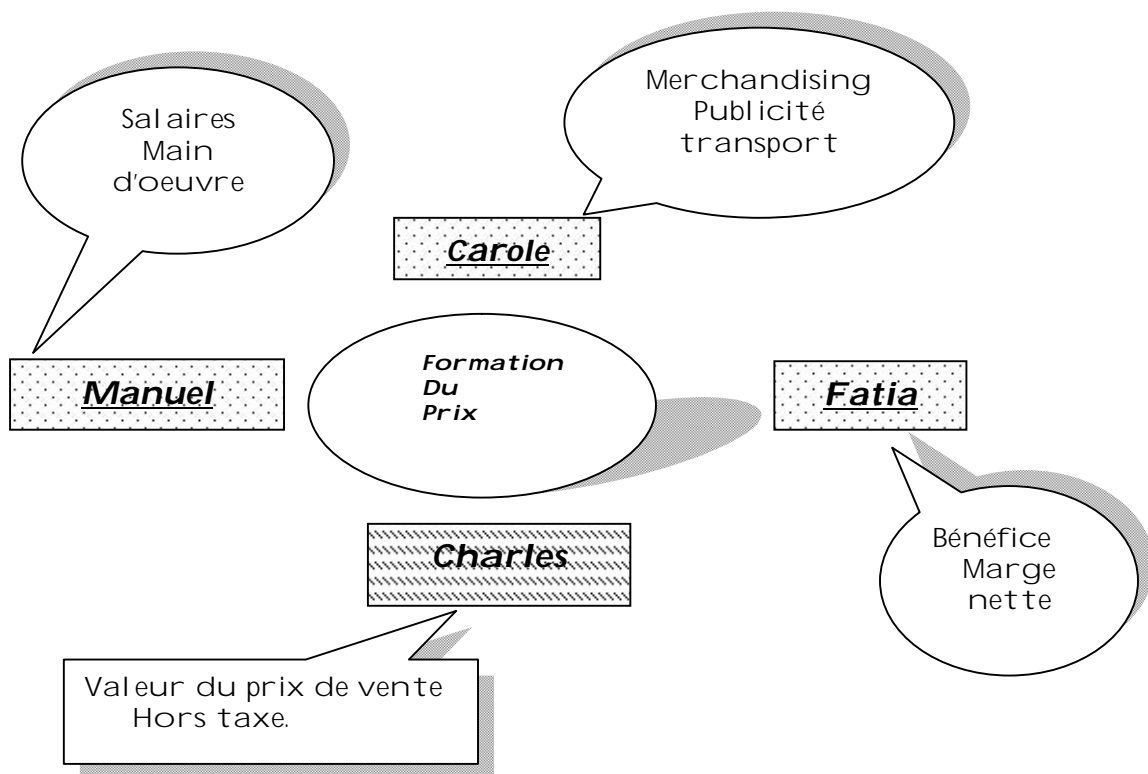 Merchandising
Publicité
transport
Salaires
Main
d'oeuvre
Carole
Formation
Du
Prix
Manuel
Fatia
Charles
Bénéfice
Marge
nette
Valeur du prix de vente
Hors taxe.